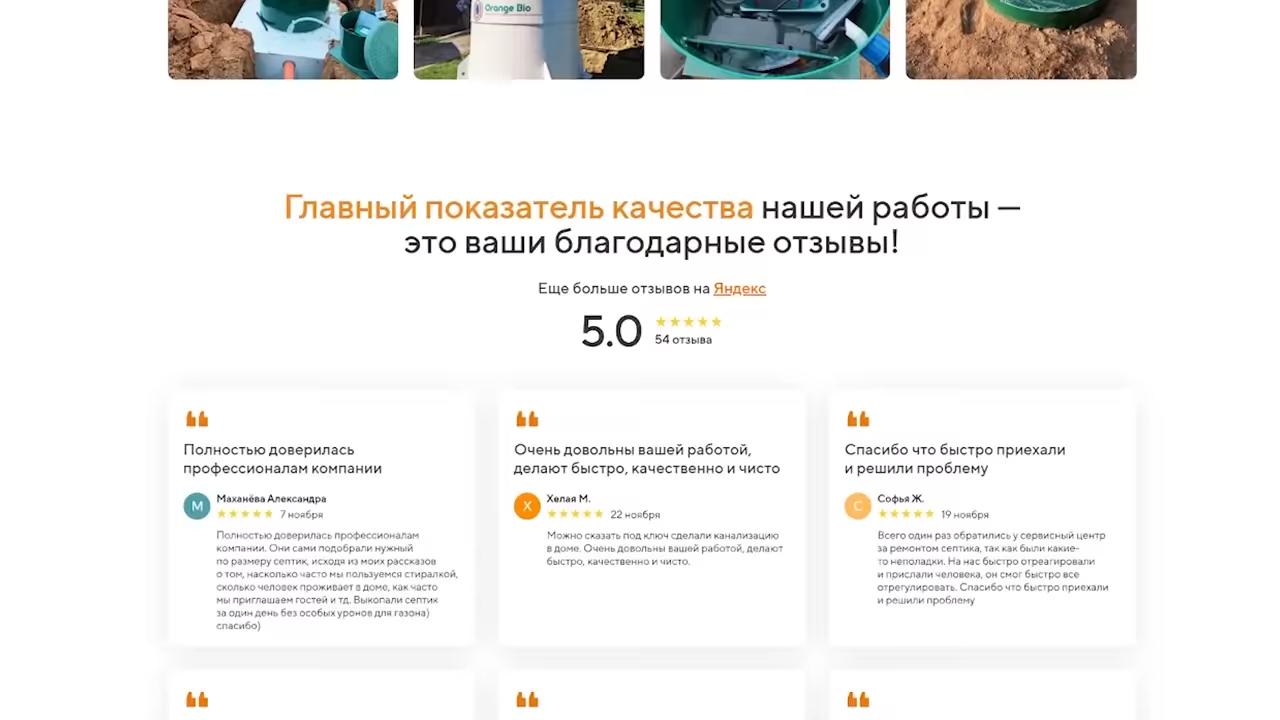 Orange Bio
Главный показатель качества нашей работы —
это ваши благодарные отзывы!
Еще больше отзывов на Яндекс
5.0
54 отзыва
Полностью доверилась
профессионалам компании
М
Маханёва Александра
7 ноября
Полностью доверилась профессионалам
компании. Они сами подобрали нужный
по размеру септик, исходя из моих рассказов
о том, насколько часто мы пользуемся стиралкой,
сколько человек проживает в доме, как часто
мы приглашаем гостей и тд. Выкопали септик
за один день без особых уронов для газона)
спасибо)
Очень довольны вашей работой,
делают быстро, качественно и чисто
Х
Хелая М.
22 ноября
Можно сказать под ключ сделали канализацию
в доме. Очень довольны вашей работой, делают
быстро, качественно и чисто.
Спасибо что быстро приехали
и решили проблему
С
Софья Ж.
19 ноября
Всего один раз обратились у сервисный центр
за ремонтом септика, так как были какие-
то неполадки. На нас быстро отреагировали
и прислали человека, он смог быстро все
отрегулировать. Спасибо что быстро приехали
и решили проблему